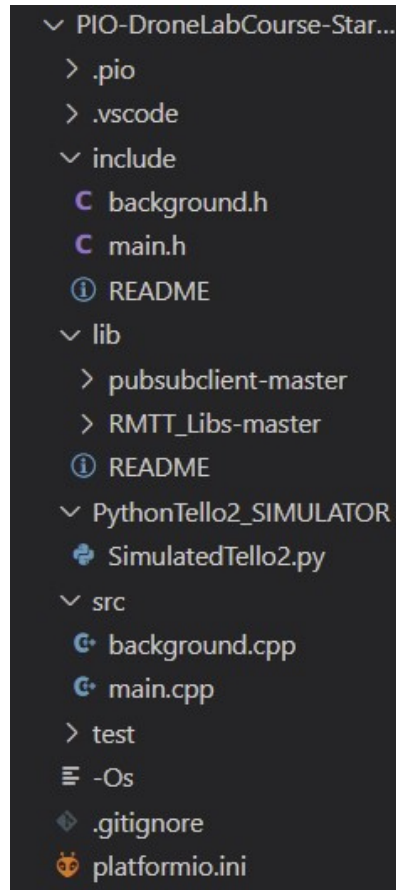 PIO-DroneLabCourse-Star...
.pio
.vscode
include
C background.h
C main.h
README
lib
pubsubclient-master
RMTT_Libs-master
README
PythonTello2_SIMULATOR
SimulatedTello2.py
src
background.cpp
main.cpp
test
-Os
.gitignore
platformio.ini